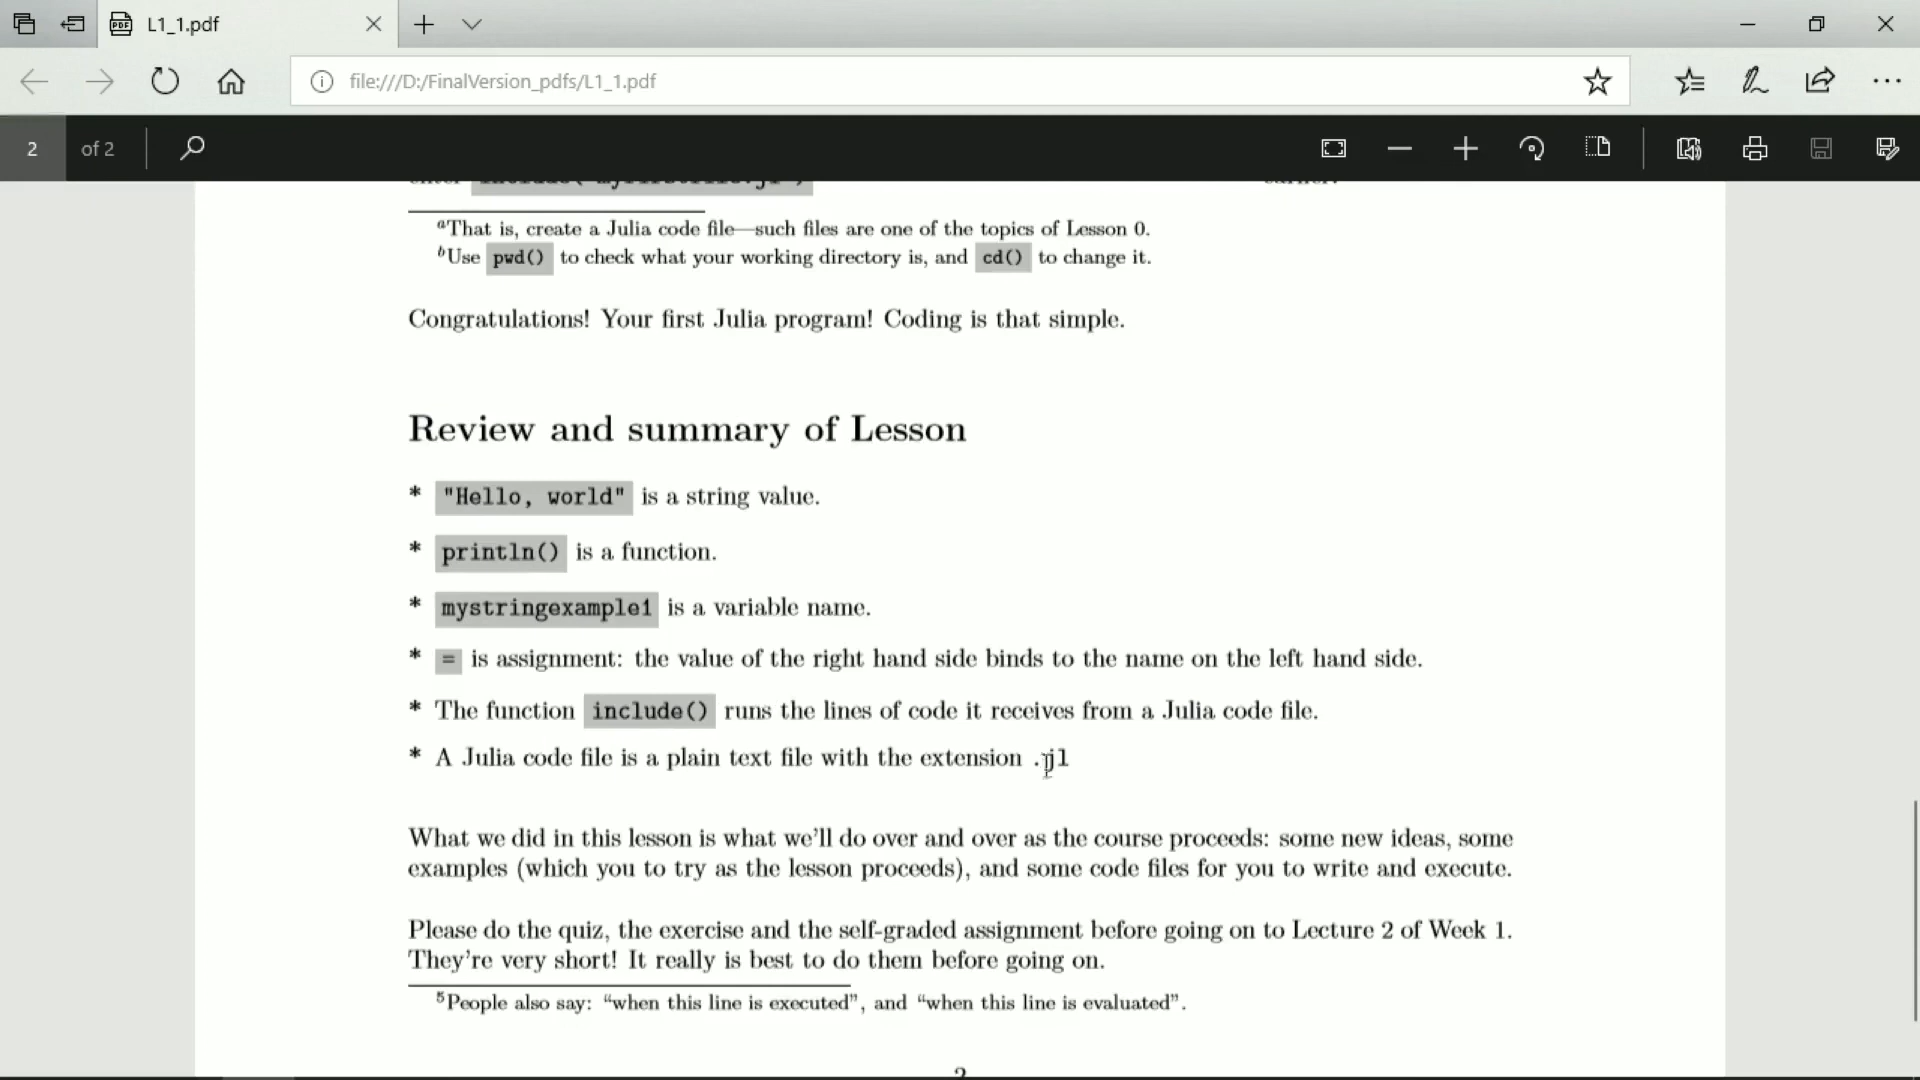 L1_1.pdf
file:///D:/FinalVersion_pdfs/L1_1.pdf
2 of 2
aThat is, create a Julia code file—such files are one of the topics of Lesson 0.
bUse pwd() to check what your working directory is, and cd() to change it.
Congratulations! Your first Julia program! Coding is that simple.
Review and summary of Lesson
* "Hello, world" is a string value.
* println() is a function.
* mystringexample1 is a variable name.
* = is assignment: the value of the right hand side binds to the name on the left hand side.
* The function include() runs the lines of code it receives from a Julia code file.
* A Julia code file is a plain text file with the extension .jl
What we did in this lesson is what we'll do over and over as the course proceeds: some new ideas, some
examples (which you to try as the lesson proceeds), and some code files for you to write and execute.
Please do the quiz, the exercise and the self-graded assignment before going on to Lecture 2 of Week 1.
They're very short! It really is best to do them before going on.
5People also say: “when this line is executed”, and “when this line is evaluated”.